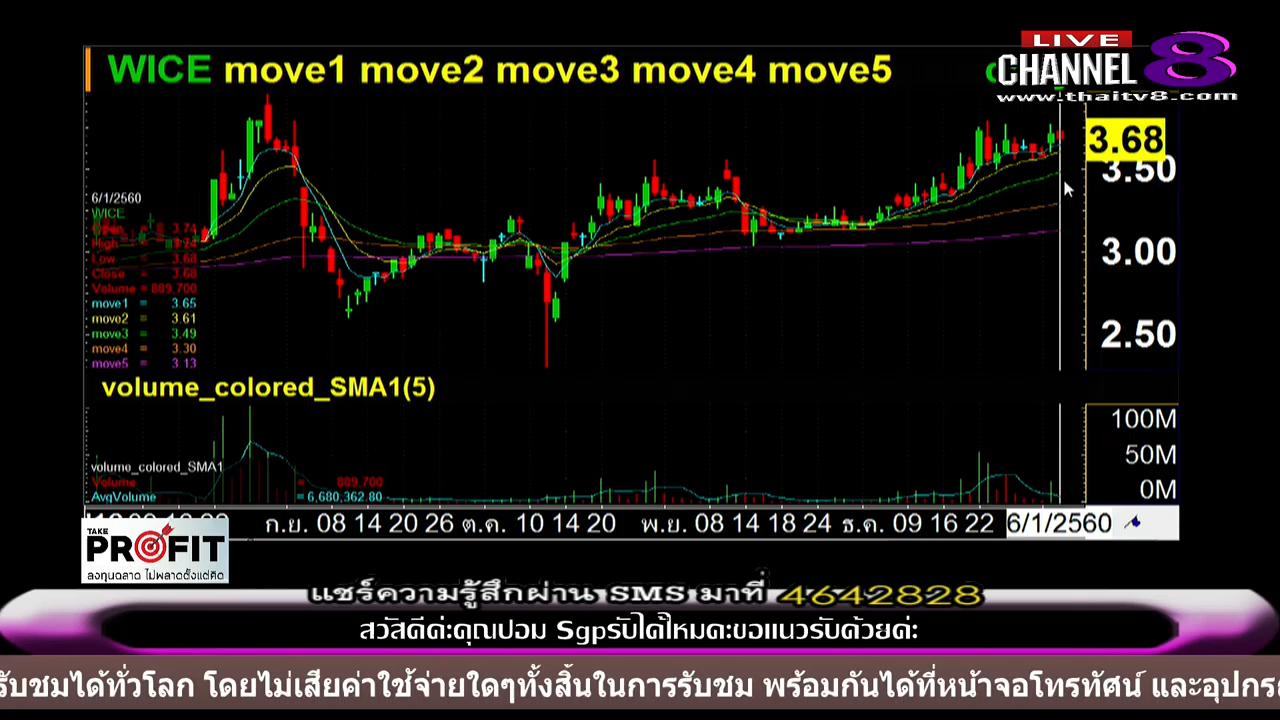 LIVE
CHANNEL 8
www.thaitv8.com
WICE move1 move2 move3 move4 move5
3.68
3.50
3.00
2.50
6/1/2560
WICE
Open = 3.74
High = 3.74
Low = 3.68
Close = 3.68
Volume = 889,700
move1 = 3.65
move2 = 3.61
move3 = 3.49
move4 = 3.30
move5 = 3.13
volume_colored_SMA1(5)
100M
50M
0M
volume_colored_SMA1
Volume = 889,700
AvgVolume = 6,680,362.80
ก.ย. 08 14 20 26 ต.ค. 10 14 20 พ.ย. 08 14 18 24 ธ.ค. 09 16 22 6/1/2560
TAKE
PROFIT
ลงทุนฉลาด ไม่พลาดตั้งแต่คิด
แชร์ความรู้สึกผ่าน SMS มาที่ 4642828
สวัสดีค่ะคุณปอม Sgpรับได้ไหมคะขอแนวรับด้วยค่ะ
รับชมได้ทั่วโลก โดยไม่เสียค่าใช้จ่ายใดๆทั้งสิ้นในการรับชม พร้อมกันได้ที่หน้าจอโทรทัศน์ และอุปกร